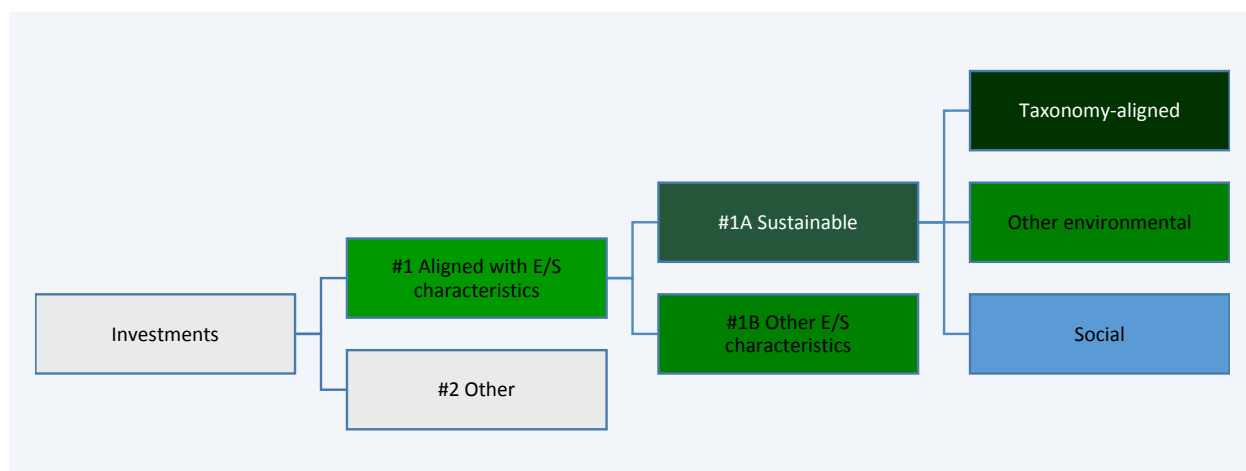 Taxonomy-aligned
#1A Sustainable
Other environmental
#1 Aligned with E/S
characteristics
Investments
#1B Other E/S
characteristics
Social
#2 Other